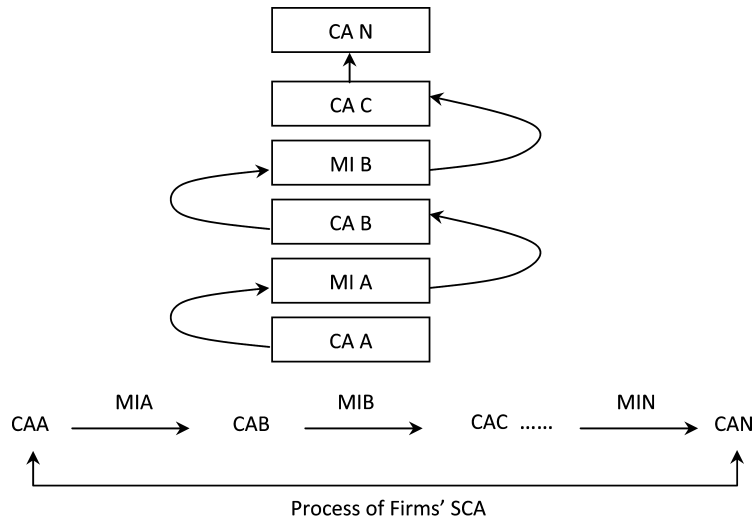 CA N
CA C
MI B
CA B
MI A
CA A
MIA MIB MIN
CAA CAB CAC …… CAN
Process of Firms’ SCA